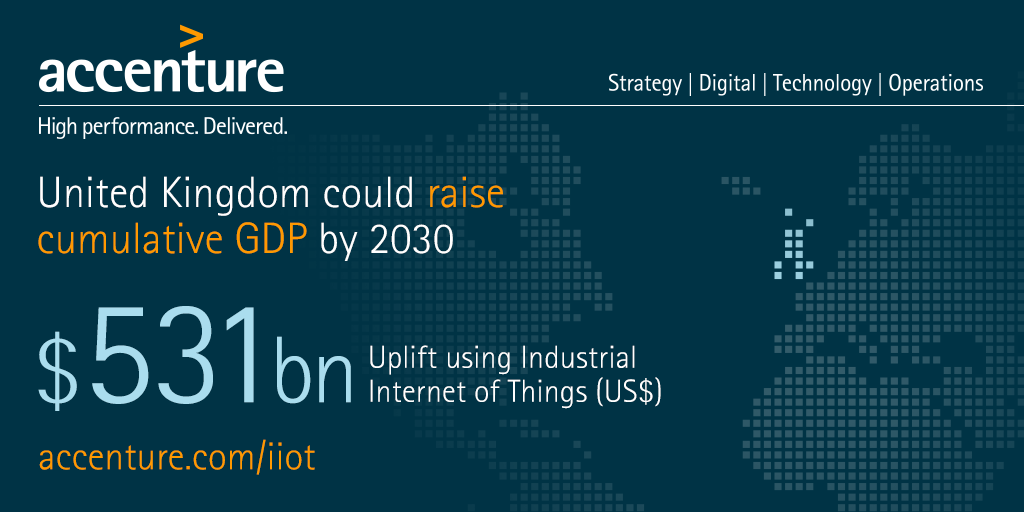 accenture
Strategy | Digital | Technology | Operations
High performance. Delivered.
United Kingdom could raise
cumulative GDP by 2030
$531bn
Uplift using Industrial
Internet of Things (US$)
accenture.com/iiot